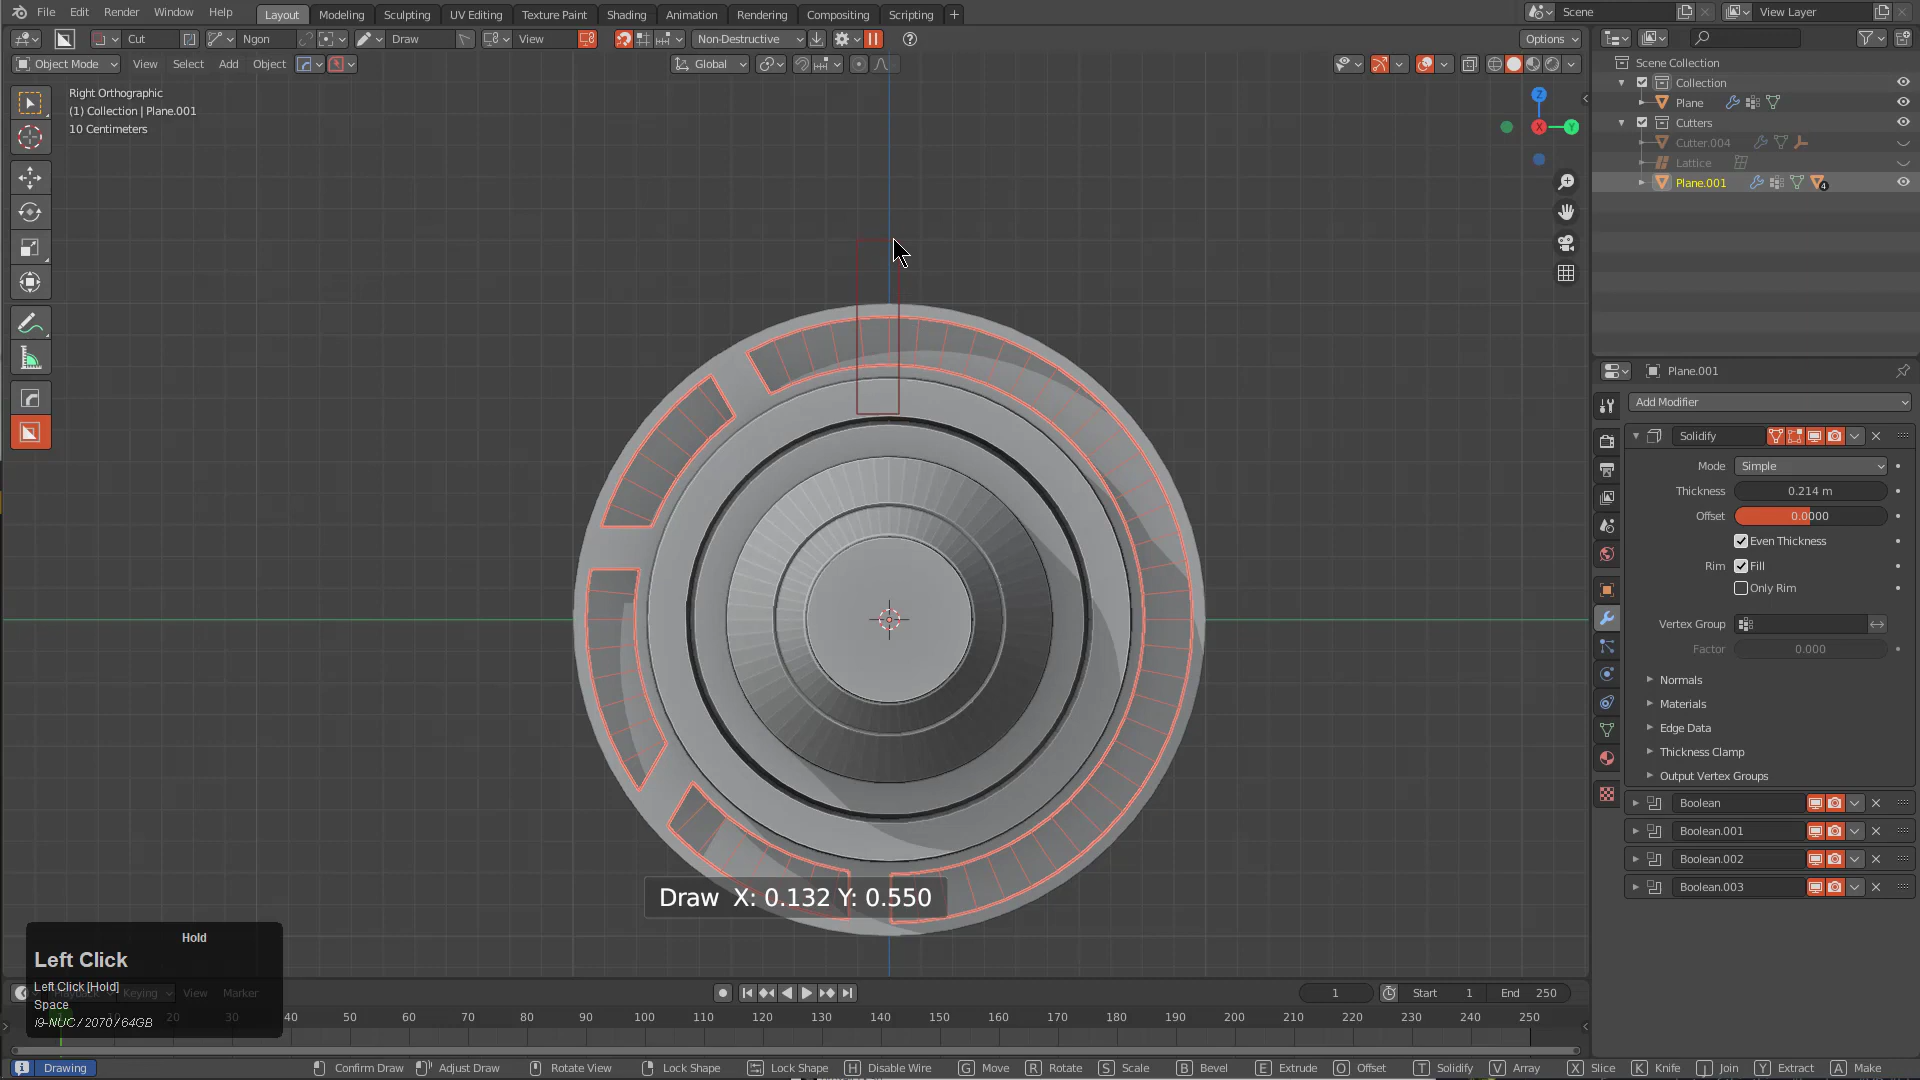 File Edit Render Window Help Layout Modeling Sculpting UV Editing Texture Paint Shading Animation Rendering Compositing Scripting + Scene View Layer
Cut Ngon Draw View Non-Destructive Options
Object Mode View Select Add Object Global
Right Orthographic
(1) Collection | Plane.001
10 Centimeters
Z
X Y
Scene Collection
Collection
Plane
Cutters
Cutter.004
Lattice
Plane.001 4
Plane.001
Add Modifier
Solidify
Mode Simple
Thickness 0.214 m
Offset 0.0000
Even Thickness
Rim Fill
Only Rim
Vertex Group
Factor 0.000
Normals
Materials
Edge Data
Thickness Clamp
Output Vertex Groups
Boolean
Boolean.001
Boolean.002
Boolean.003
Draw X: 0.132 Y: 0.550
Hold
Left Click
Left Click [Hold]
Space
i9-NUC / 2070 / 64GB
Playback Keying View Marker 1 Start 1 End 250
20 30 40 50 60 70 80 90 100 110 120 130 140 150 160 170 180 190 200 210 220 230 240 250
Drawing Confirm Draw Adjust Draw Rotate View Lock Shape Lock Shape H Disable Wire G Move R Rotate S Scale B Bevel E Extrude O Offset T Solidify V Array X Slice K Knife J Join Y Extract A Make